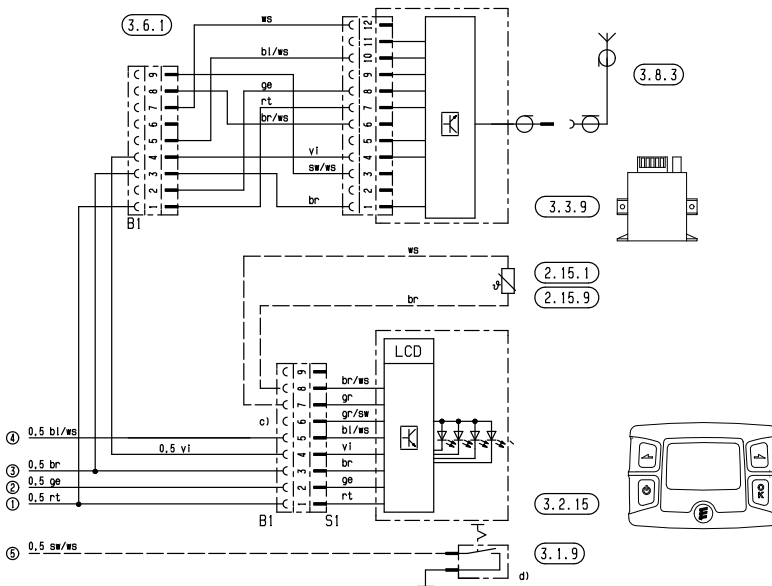 3.6.1
ws
bl/ws
ge
rt
br/ws
vi
sw/ws
br
12
11
10
9
8
7
6
5
4
3
2
1
9
8
7
6
5
4
3
2
1
B1
3.8.3
3.3.9
ws
br
ϑ
2.15.1
2.15.9
LCD
9
8
7
6
5
4
3
2
1
c)
br/ws
gr
gr/sw
bl/ws
vi
br
ge
rt
④ 0,5 bl/ws
0,5 vi
③ 0,5 br
② 0,5 ge
① 0,5 rt
B1
S1
3.2.15
OK
⑤ 0,5 sw/ws
3.1.9
d)